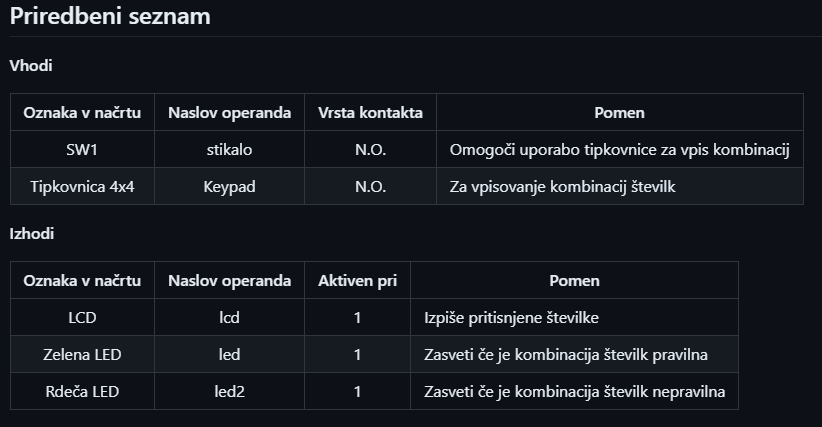 Priredbeni seznam
Vhodi
Oznaka v načrtu Naslov operanda Vrsta kontakta Pomen
SW1 stikalo N.O. Omogoči uporabo tipkovnice za vpis kombinacij
Tipkovnica 4x4 Keypad N.O. Za vpisovanje kombinacij številk
Izhodi
Oznaka v načrtu Naslov operanda Aktiven pri Pomen
LCD lcd 1 Izpiše pritisnjene številke
Zelena LED led 1 Zasveti če je kombinacija številk pravilna
Rdeča LED led2 1 Zasveti če je kombinacija številk nepravilna